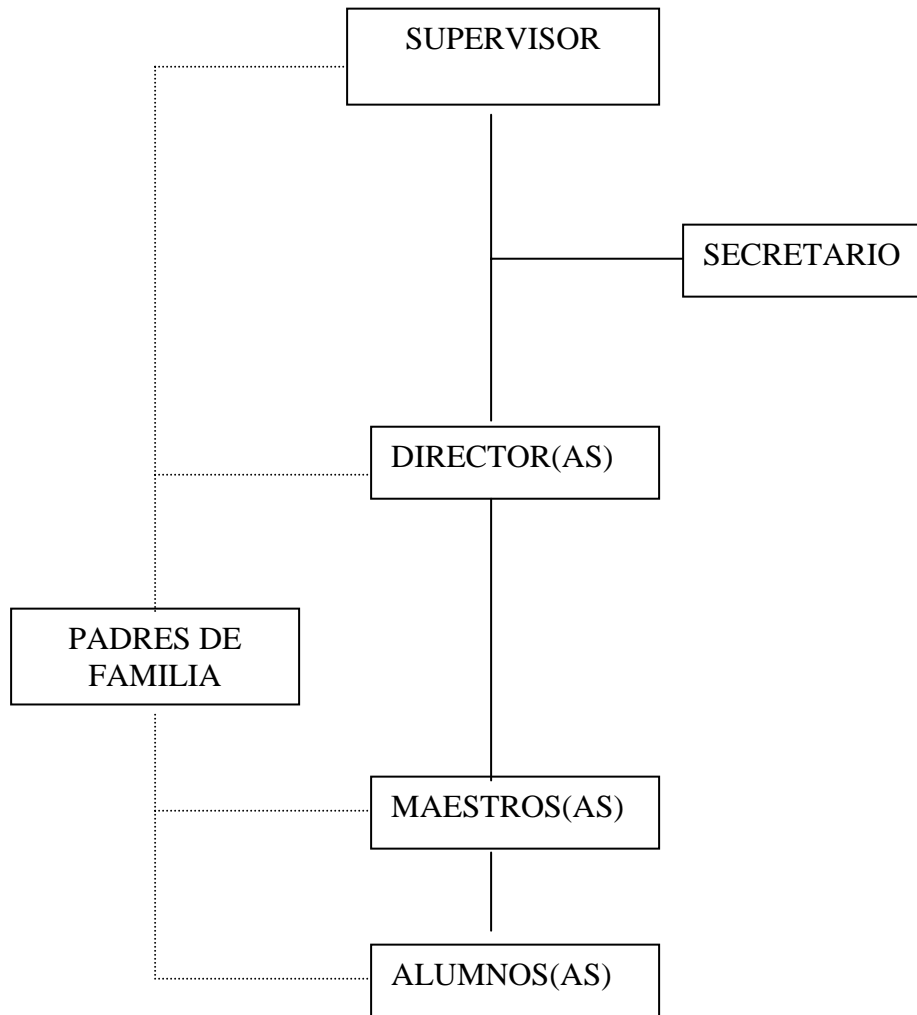 SUPERVISOR
SECRETARIO
DIRECTOR(AS)
PADRES DE
FAMILIA
MAESTROS(AS)
ALUMNOS(AS)